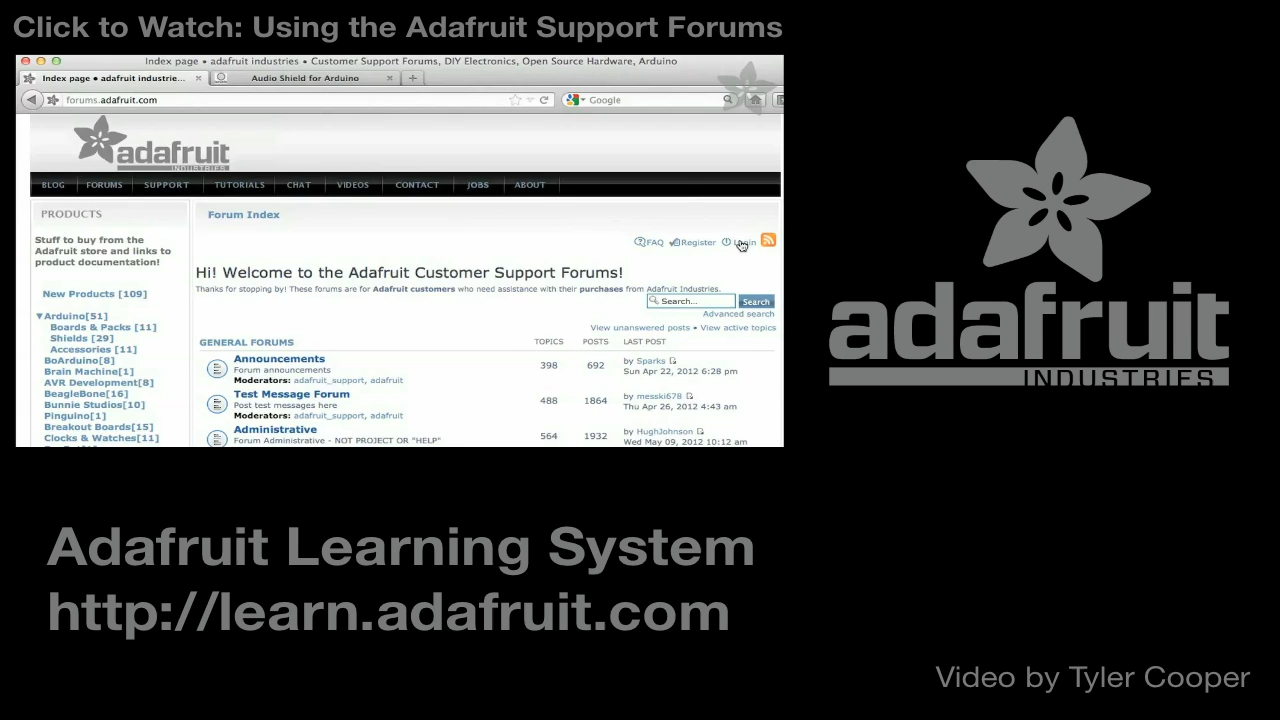 Click to Watch: Using the Adafruit Support Forums
Index page • adafruit industries • Customer Support Forums, DIY Electronics, Open Source Hardware, Arduino
Index page • adafruit industrie... × Audio Shield for Arduino × +
forums.adafruit.com
Google
adafruit
INDUSTRIES
BLOG FORUMS SUPPORT TUTORIALS CHAT VIDEOS CONTACT JOBS ABOUT
PRODUCTS
Stuff to buy from the
Adafruit store and links to
product documentation!
New Products [109]
▼Arduino[51]
Boards & Packs [11]
Shields [29]
Accessories [11]
BoArduino[8]
Brain Machine[1]
AVR Development[8]
BeagleBone[16]
Bunnie Studios[10]
Pinguino[1]
Breakout Boards[15]
Clocks & Watches[11]
Forum Index
FAQ Register
Hi! Welcome to the Adafruit Customer Support Forums!
Thanks for stopping by! These forums are for Adafruit customers who need assistance with their purchases from Adafruit Industries.
Search... Search
Advanced search
View unanswered posts • View active topics
GENERAL FORUMS TOPICS POSTS LAST POST
Announcements
Forum announcements
Moderators: adafruit_support, adafruit
398 692
by Sparks
Sun Apr 22, 2012 6:28 pm
Test Message Forum
Post test messages here
Moderators: adafruit_support, adafruit
488 1864
by messki678
Thu Apr 26, 2012 4:43 am
Administrative
Forum Administrative - NOT PROJECT OR "HELP"
564 1932
by HughJohnson
Wed May 09, 2012 10:12 am
adafruit
INDUSTRIES
Adafruit Learning System
http://learn.adafruit.com
Video by Tyler Cooper